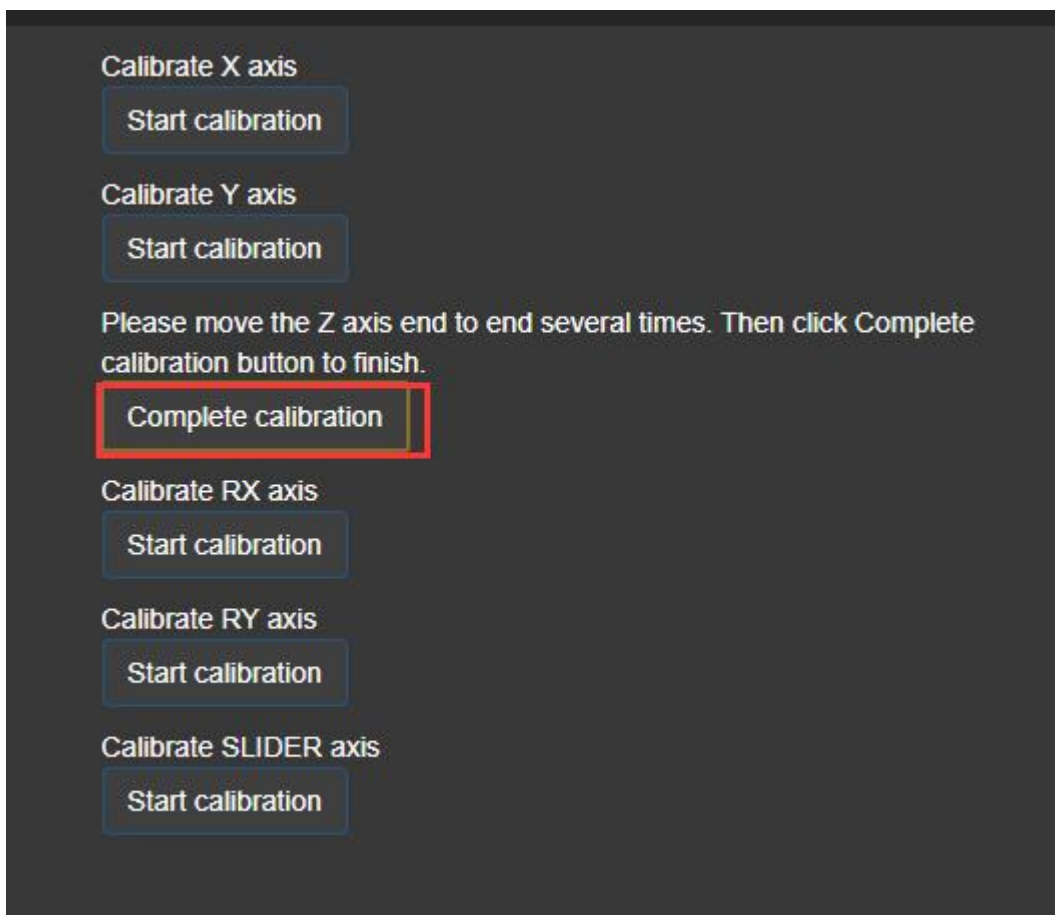 Calibrate X axis
Start calibration
Calibrate Y axis
Start calibration
Please move the Z axis end to end several times. Then click Complete
calibration button to finish.
Complete calibration
Calibrate RX axis
Start calibration
Calibrate RY axis
Start calibration
Calibrate SLIDER axis
Start calibration